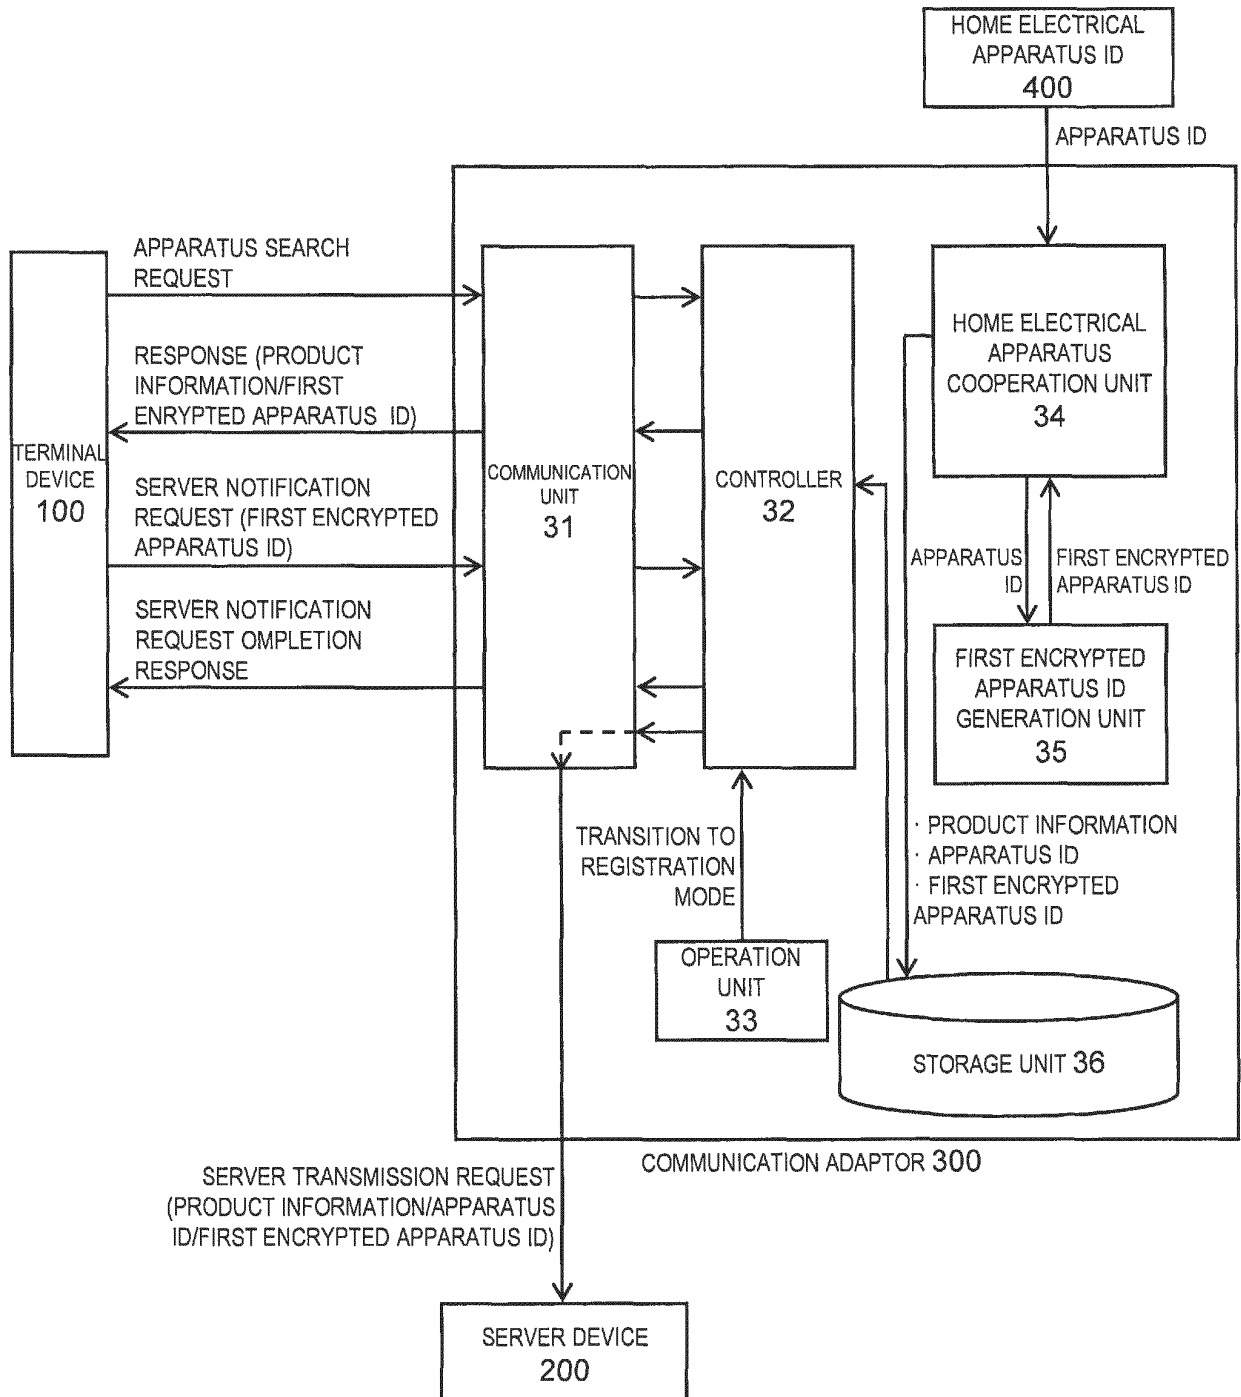 HOME ELECTRICAL
APPARATUS ID
400
APPARATUS ID
APPARATUS SEARCH
REQUEST
RESPONSE (PRODUCT
INFORMATION/FIRST
ENRYPTED APPARATUS ID)
SERVER NOTIFICATION
REQUEST (FIRST ENCRYPTED
APPARATUS ID)
SERVER NOTIFICATION
REQUEST OMPLETION
RESPONSE
TERMINAL
DEVICE
100
COMMUNICATION
UNIT
31
CONTROLLER
32
HOME ELECTRICAL
APPARATUS
COOPERATION UNIT
34
APPARATUS
ID
FIRST ENCRYPTED
APPARATUS ID
FIRST ENCRYPTED
APPARATUS ID
GENERATION UNIT
35
TRANSITION TO
REGISTRATION
MODE
· PRODUCT INFORMATION
· APPARATUS ID
· FIRST ENCRYPTED
APPARATUS ID
OPERATION
UNIT
33
STORAGE UNIT 36
COMMUNICATION ADAPTOR 300
SERVER TRANSMISSION REQUEST
(PRODUCT INFORMATION/APPARATUS
ID/FIRST ENCRYPTED APPARATUS ID)
SERVER DEVICE
200